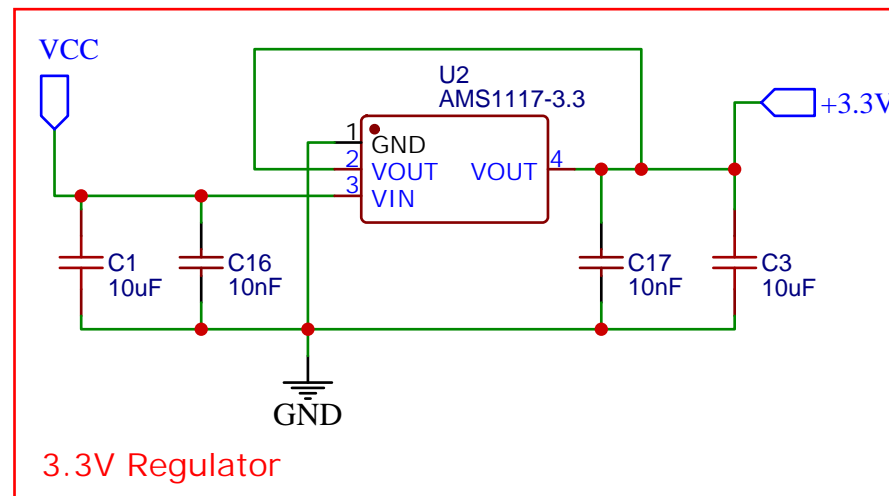 VCC
U2
AMS1117-3.3
+3.3V
1
GND
2
VOUT
VOUT
4
3
VIN
C1
10uF
C16
10nF
C17
10nF
C3
10uF
GND
3.3V Regulator